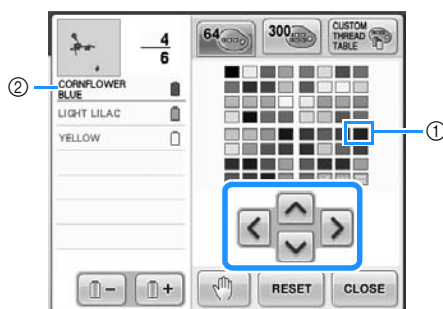 4
6
64
300
CUSTOM
THREAD
TABLE
② CORNFLOWER
BLUE
LIGHT LILAC
YELLOW
①
− +
RESET
CLOSE